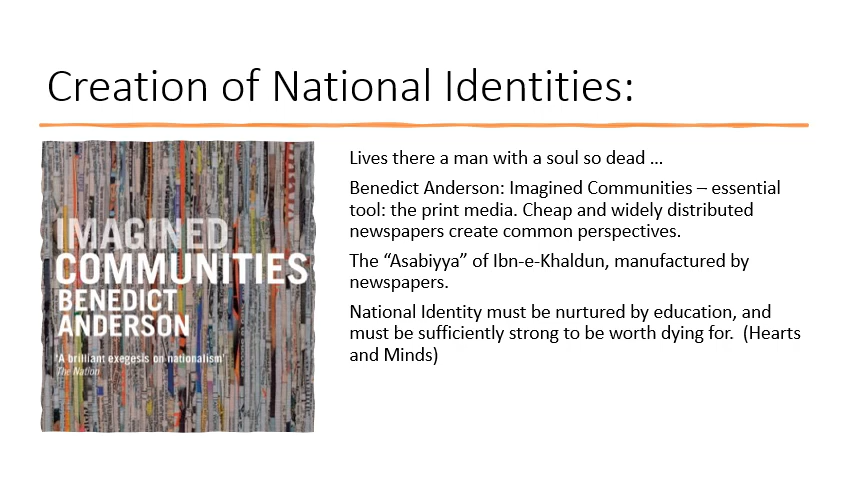 Creation of National Identities:
IMAGINED
COMMUNITIES
BENEDICT
ANDERSON
'A brilliant exegesis on nationalism'
The Nation
Lives there a man with a soul so dead …
Benedict Anderson: Imagined Communities – essential
tool: the print media. Cheap and widely distributed
newspapers create common perspectives.
The “Asabiyya” of Ibn-e-Khaldun, manufactured by
newspapers.
National Identity must be nurtured by education, and
must be sufficiently strong to be worth dying for.  (Hearts
and Minds)